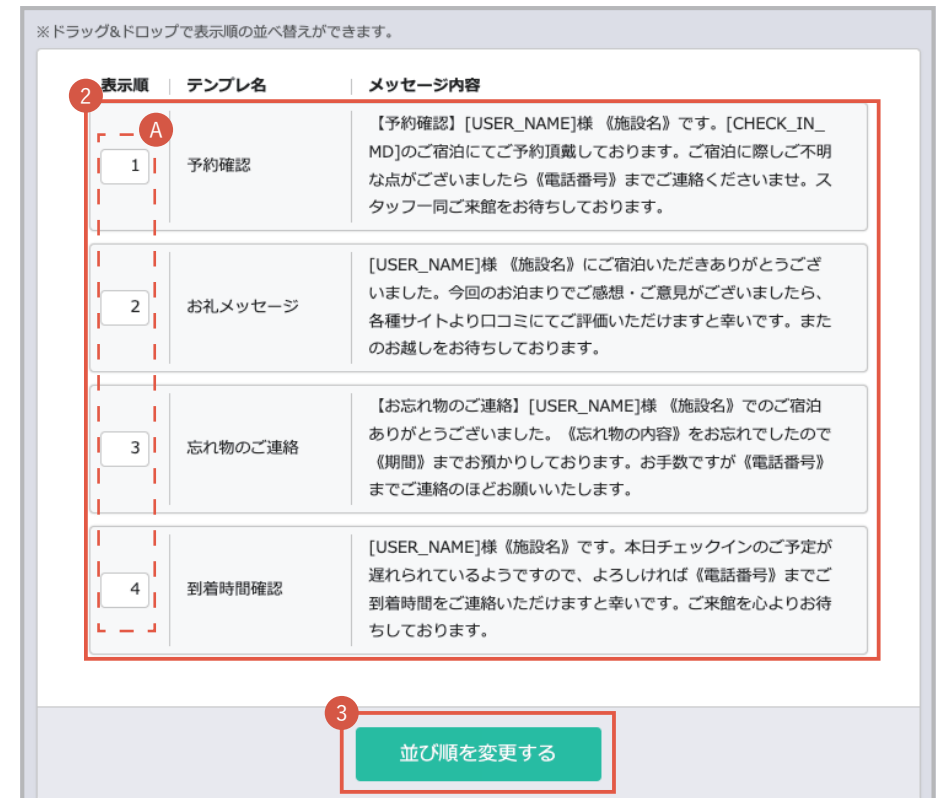 ※ドラッグ&ドロップで表示順の並べ替えができます。
表示順 テンプレ名 メッセージ内容
2
A
1 予約確認
【予約確認】[USER_NAME]様 《施設名》です。[CHECK_IN_
MD]のご宿泊にてご予約頂戴しております。ご宿泊に際しご不明
な点がございましたら《電話番号》までご連絡くださいませ。ス
タッフ一同ご来館をお待ちしております。
2 お礼メッセージ
[USER_NAME]様 《施設名》にご宿泊いただきありがとうござ
いました。今回のお泊まりでご感想・ご意見がございましたら、
各種サイトより口コミにてご評価いただけますと幸いです。また
のお越しをお待ちしております。
3 忘れ物のご連絡
【お忘れ物のご連絡】[USER_NAME]様 《施設名》でのご宿泊
ありがとうございました。《忘れ物の内容》をお忘れでしたので
《期間》までお預かりしております。お手数ですが《電話番号》
までご連絡のほどお願いいたします。
4 到着時間確認
[USER_NAME]様《施設名》です。本日チェックインのご予定が
遅れられているようですので、よろしければ《電話番号》までご
到着時間をご連絡いただけますと幸いです。ご来館を心よりお待
ちしております。
3
並び順を変更する